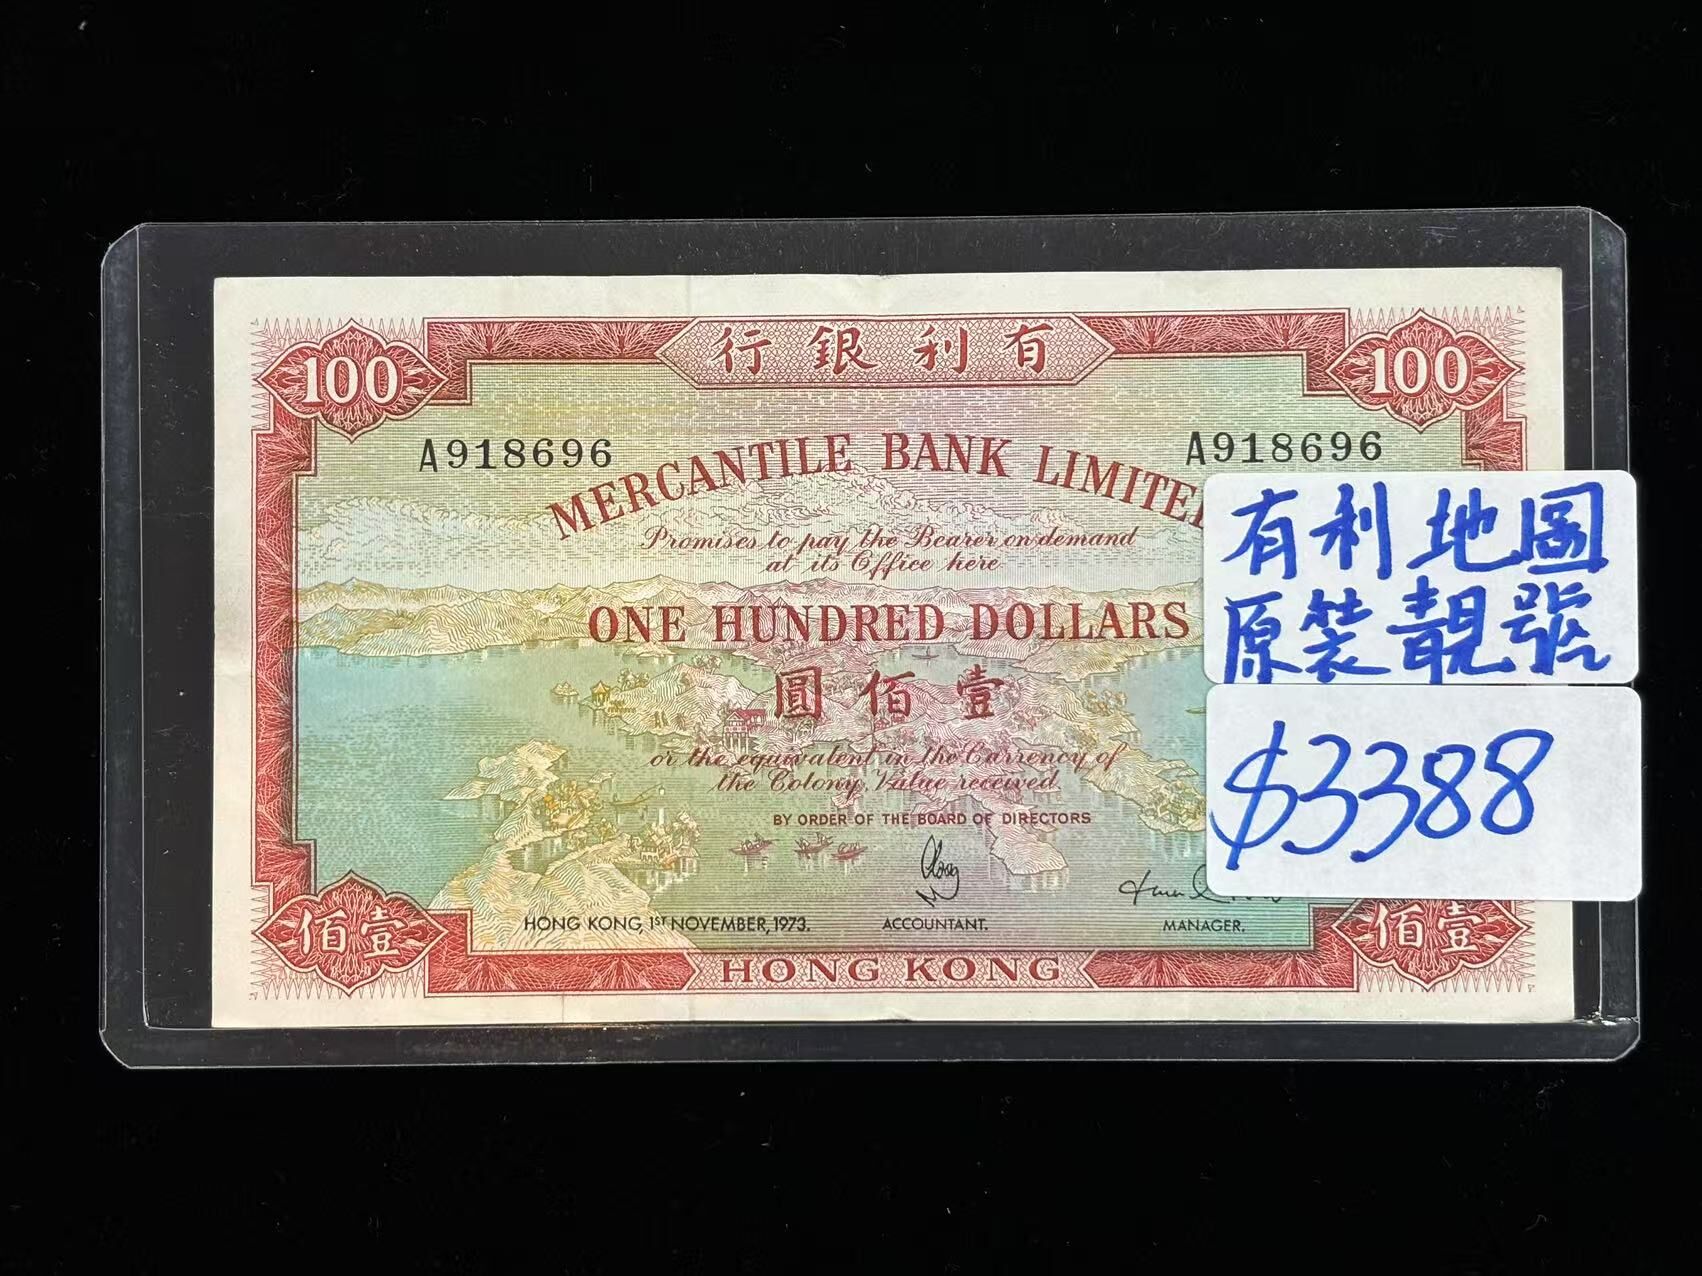 行銀利有
100
100
A918696
A918696
MERCANTILE BANK LIMITE
Promises to pay the Bearer on demand
at its Office here
ONE HUNDRED DOLLARS
圓佰壹
or the equivalent in the Currency of
the Colony, Value received
BY ORDER OF THE BOARD OF DIRECTORS
HONG KONG, 1ST NOVEMBER, 1973.
ACCOUNTANT.
MANAGER.
佰壹
佰壹
HONG KONG
有利地圖
原裝靚號
$3388